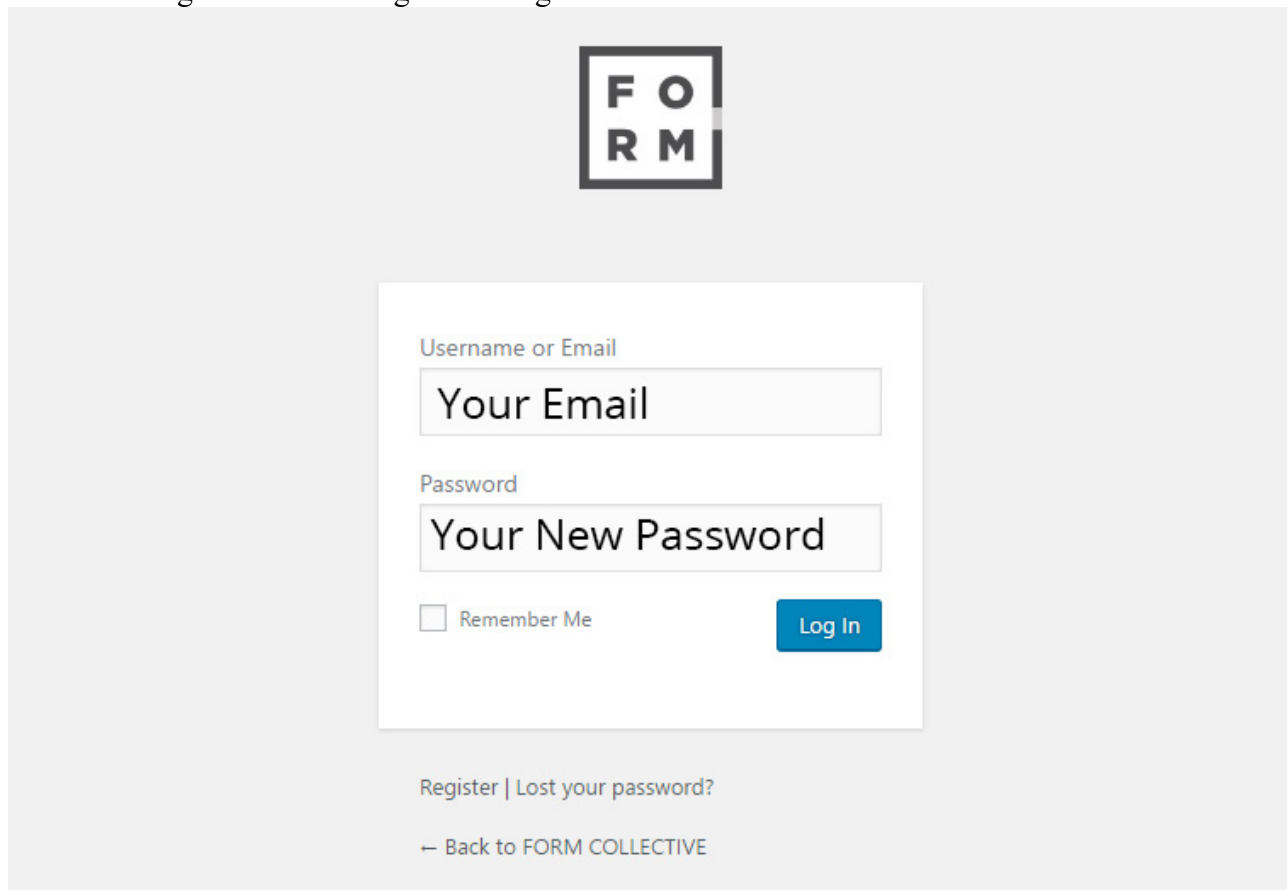 F O
R M
Username or Email
Your Email
Password
Your New Password
Remember Me
Log In
Register | Lost your password?
← Back to FORM COLLECTIVE